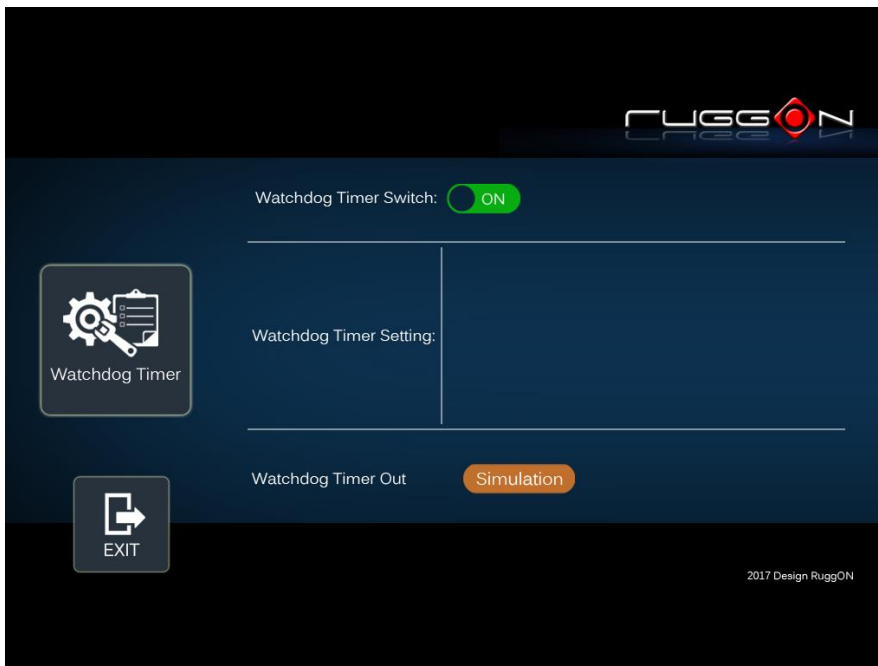 RUGGON
Watchdog Timer Switch: ON
Watchdog Timer Setting:
Watchdog Timer
Watchdog Timer Out Simulation
EXIT
2017 Design RuggON